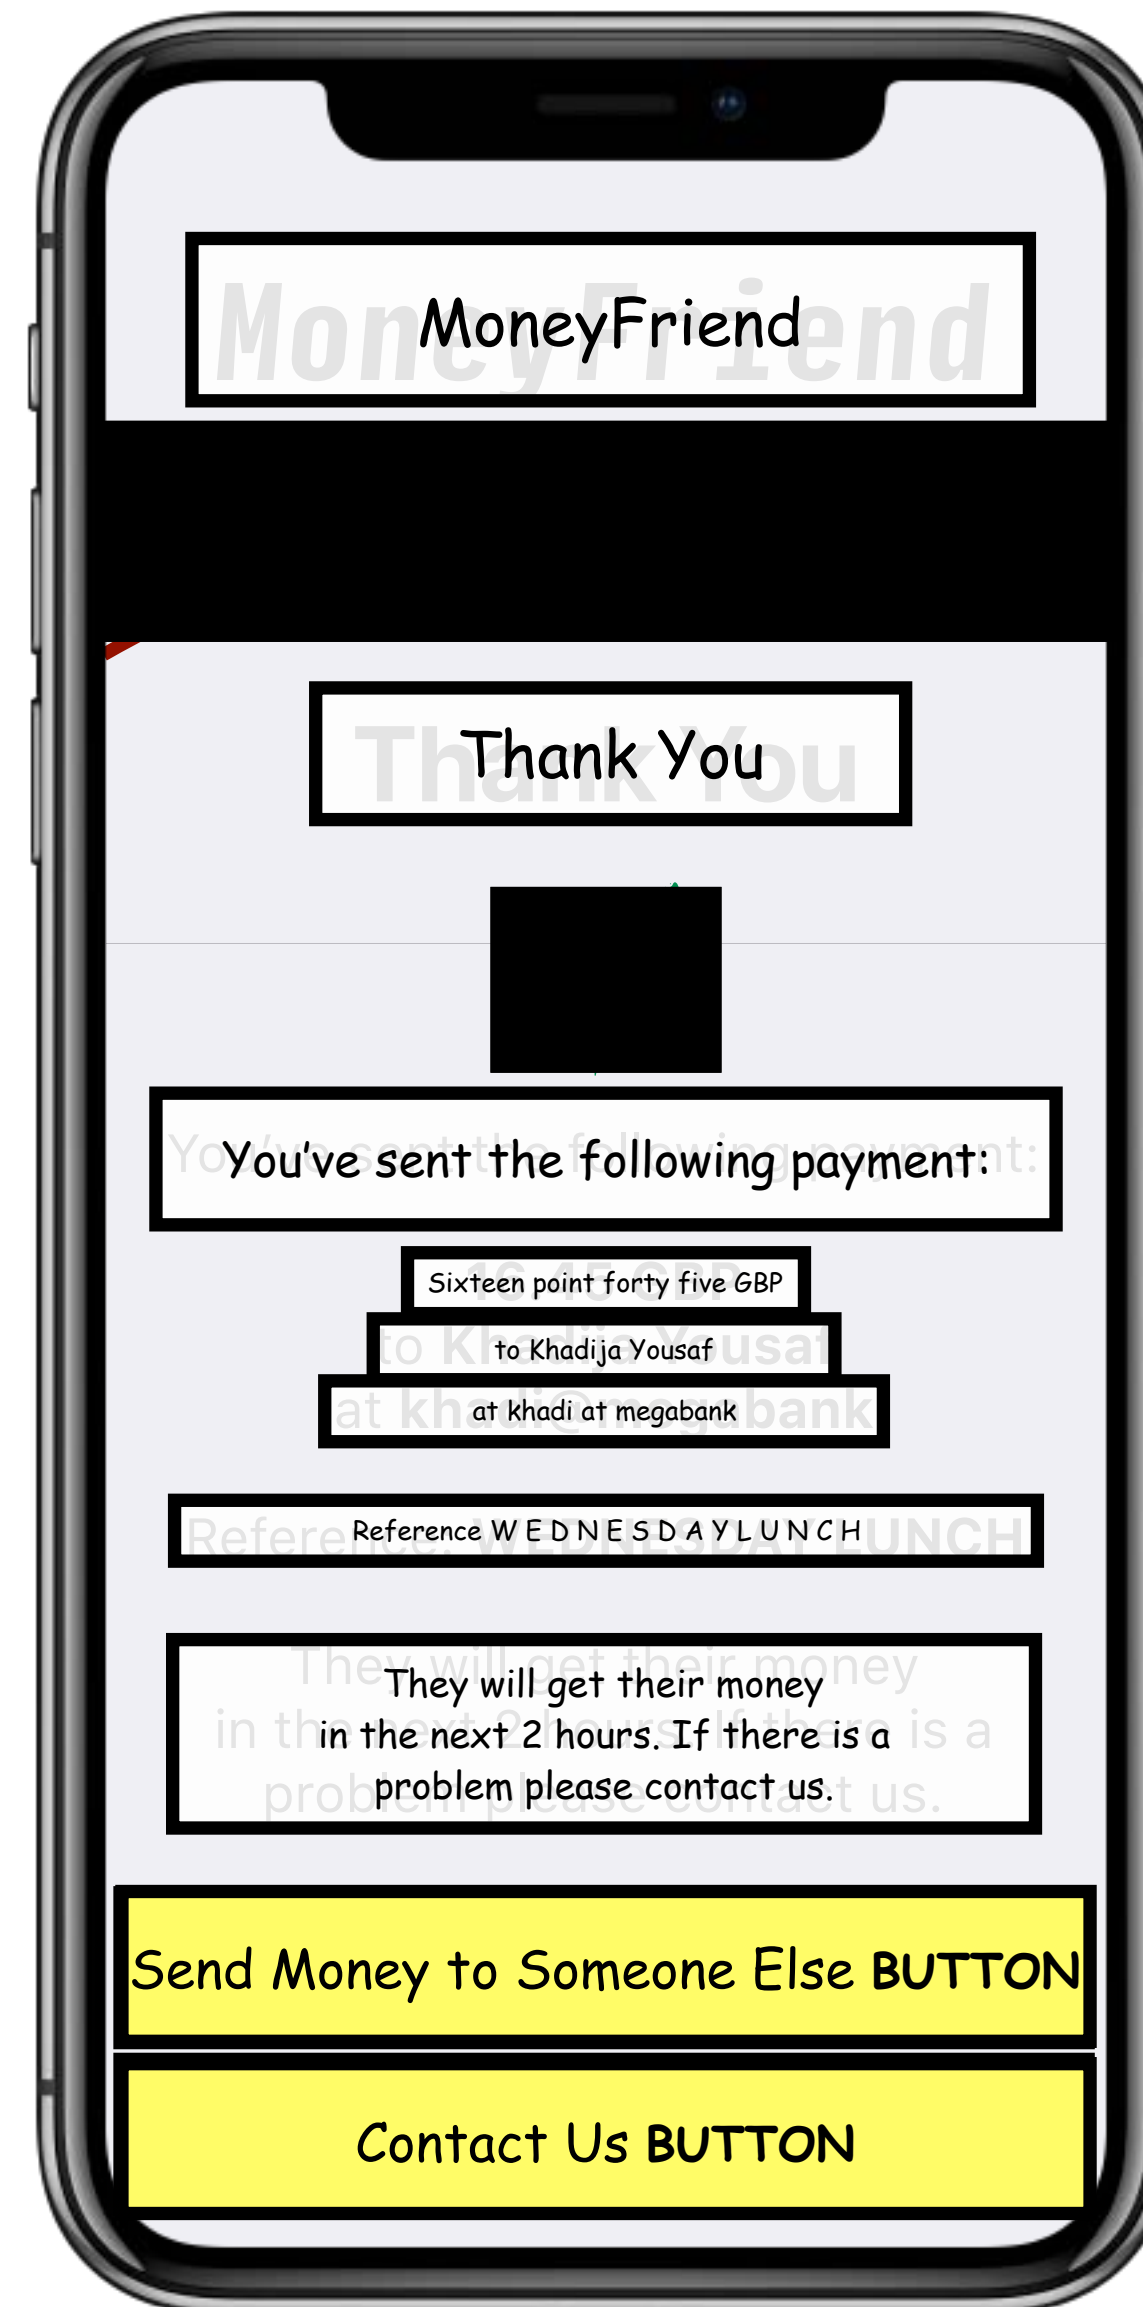 MoneyFriend
Thank You
You've sent the following payment:
Sixteen point forty five GBP
to Khadija Yousaf
at khadi at megabank
Reference W E D N E S D A Y L U N C H
They will get their money
in the next 2 hours. If there is a
problem please contact us.
Send Money to Someone Else BUTTON
Contact Us BUTTON